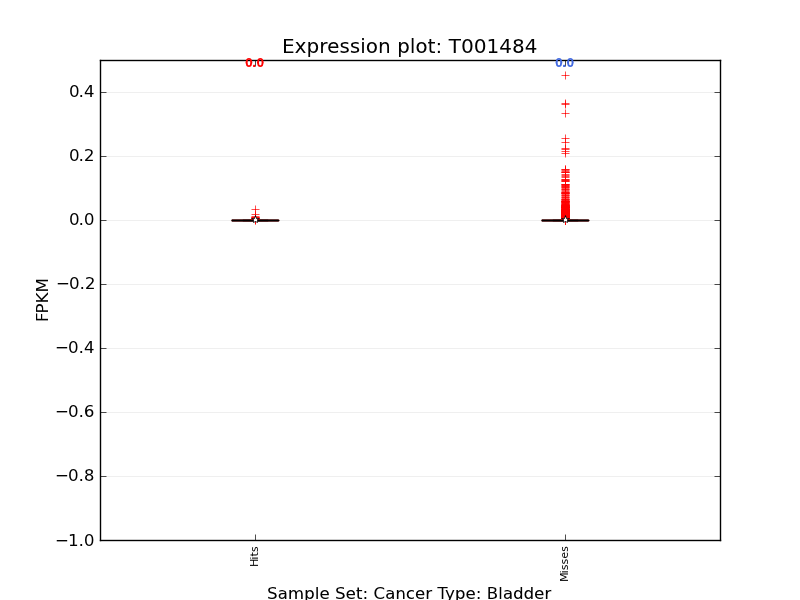 Expression plot: T001484
0.0 0.0
0.4
0.2
0.0
−0.2
−0.4
−0.6
−0.8
−1.0
FPKM
Hits
Misses
Sample Set: Cancer Type: Bladder